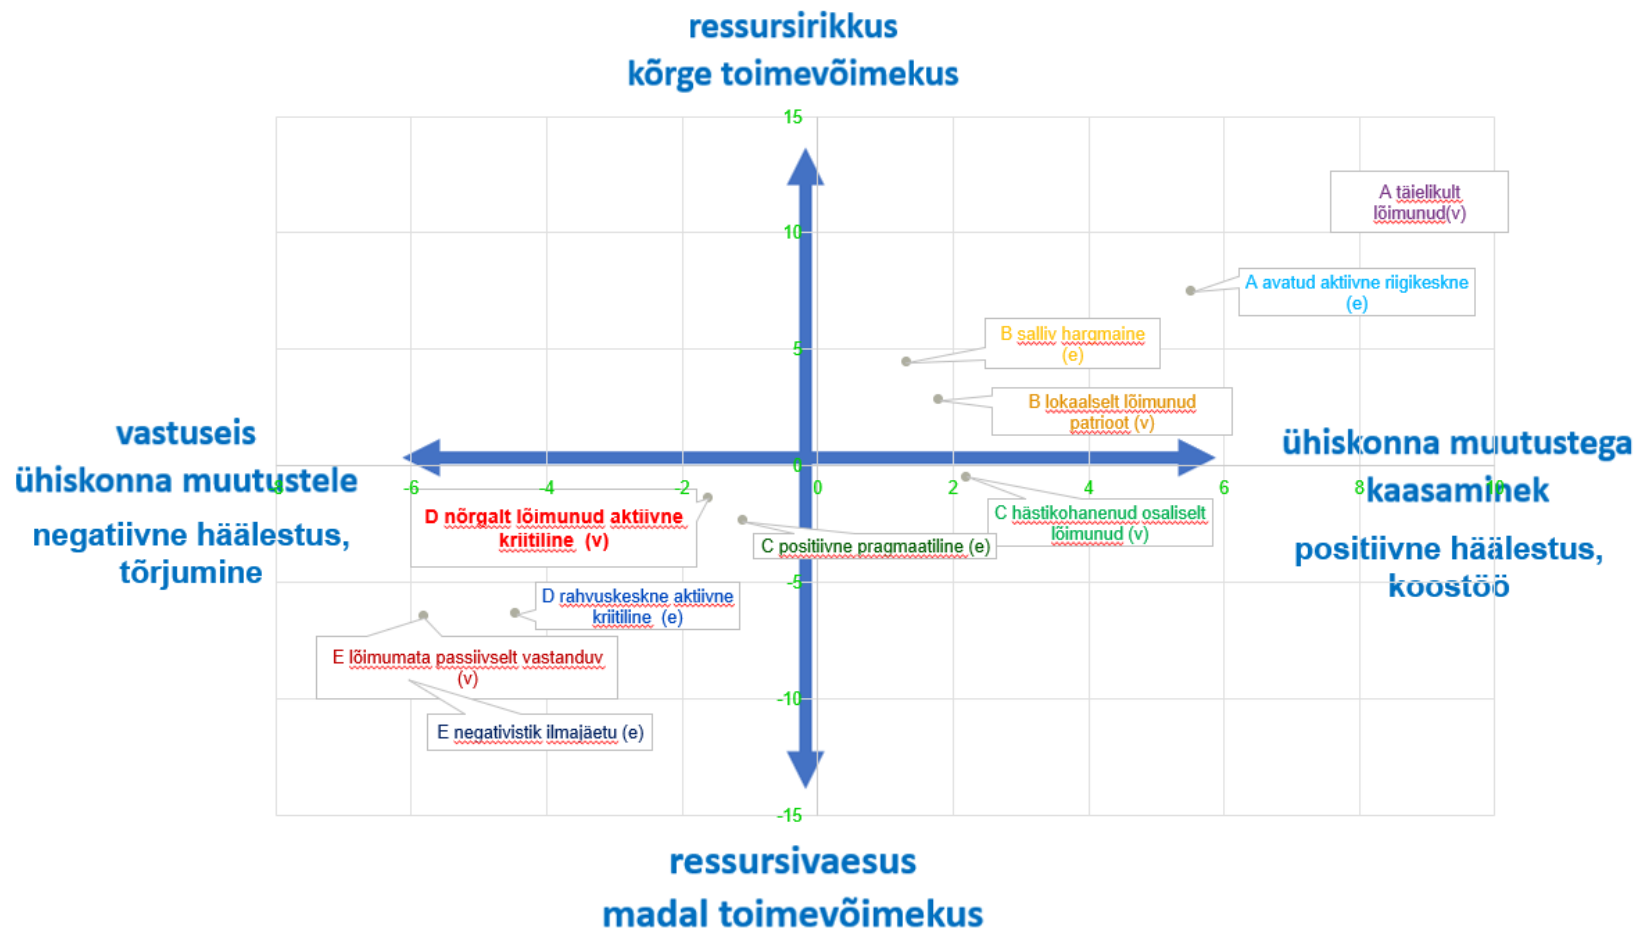 ressursirikkus
kõrge toimevõimekus
15
A täielikult
lõimunud(v)
10
A avatud aktiivne riigikeskne
(e)
B salliv hargmaine
(e)
5
B lokaalselt lõimunud
patrioot (v)
vastuseis
ühiskonna muutustele
negatiivne häälestus,
tõrjumine
ühiskonna muutustega
kaasaminek
positiivne häälestus,
koostöö
0
-8 -6 -4 -2 0 2 4 6 8 10
D nõrgalt lõimunud aktiivne
kriitiline (v)
C hästikohanenud osaliselt
lõimunud (v)
C positiivne pragmaatiline (e)
-5
D rahvuskeskne aktiivne
kriitiline (e)
E lõimumata passiivselt vastanduv
(v)
-10
E negativistik ilmajäetu (e)
-15
ressursivaesus
madal toimevõimekus